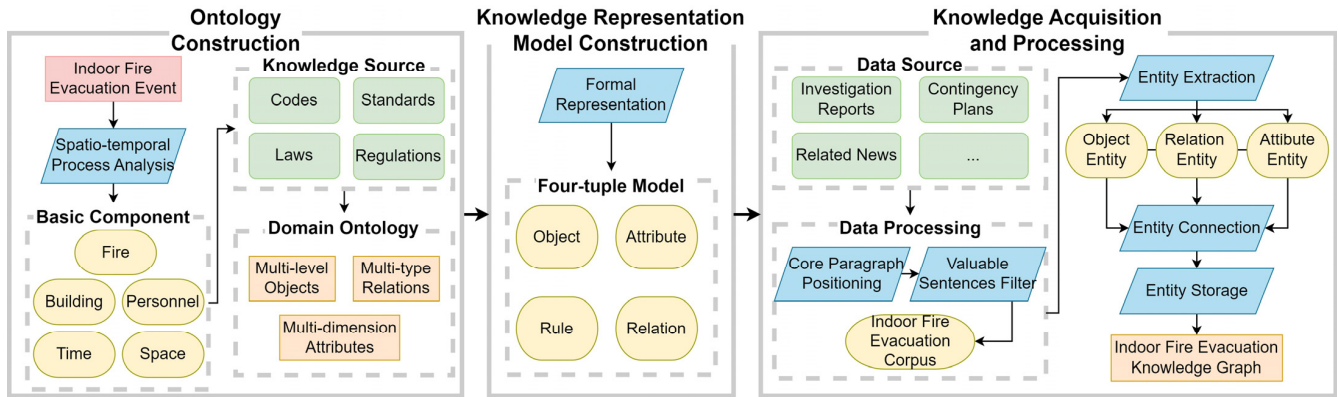 Ontology
Construction
Indoor Fire
Evacuation Event
Spatio-temporal
Process Analysis
Basic Component
Fire
Building
Personnel
Time
Space
Knowledge Source
Codes
Standards
Laws
Regulations
Domain Ontology
Multi-level
Objects
Multi-type
Relations
Multi-dimension
Attributes
Knowledge Representation
Model Construction
Formal
Representation
Four-tuple Model
Object
Attribute
Rule
Relation
Knowledge Acquisition
and Processing
Data Source
Investigation
Reports
Contingency
Plans
Related News
...
Data Processing
Core Paragraph
Positioning
Valuable
Sentences Filter
Indoor Fire
Evacuation
Corpus
Entity Extraction
Object
Entity
Relation
Entity
Attibute
Entity
Entity Connection
Entity Storage
Indoor Fire Evacuation
Knowledge Graph